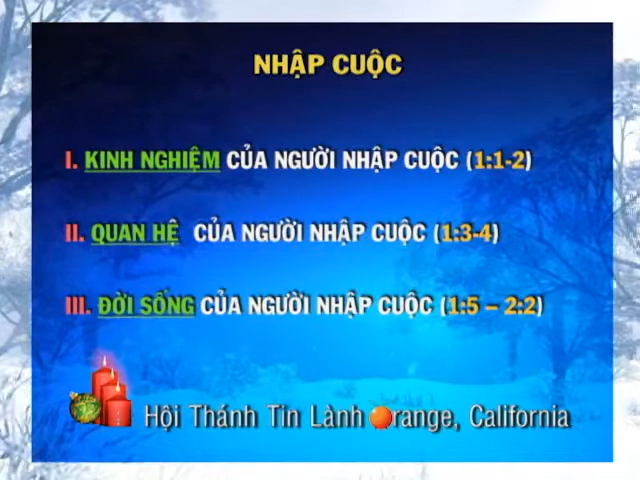 NHẬP CUỘC
I. KINH NGHIỆM CỦA NGƯỜI NHẬP CUỘC (1:1-2)
II. QUAN HỆ CỦA NGƯỜI NHẬP CUỘC (1:3-4)
III. ĐỜI SỐNG CỦA NGƯỜI NHẬP CUỘC (1:5 – 2:2)
Hội Thánh Tin Lành Orange, California